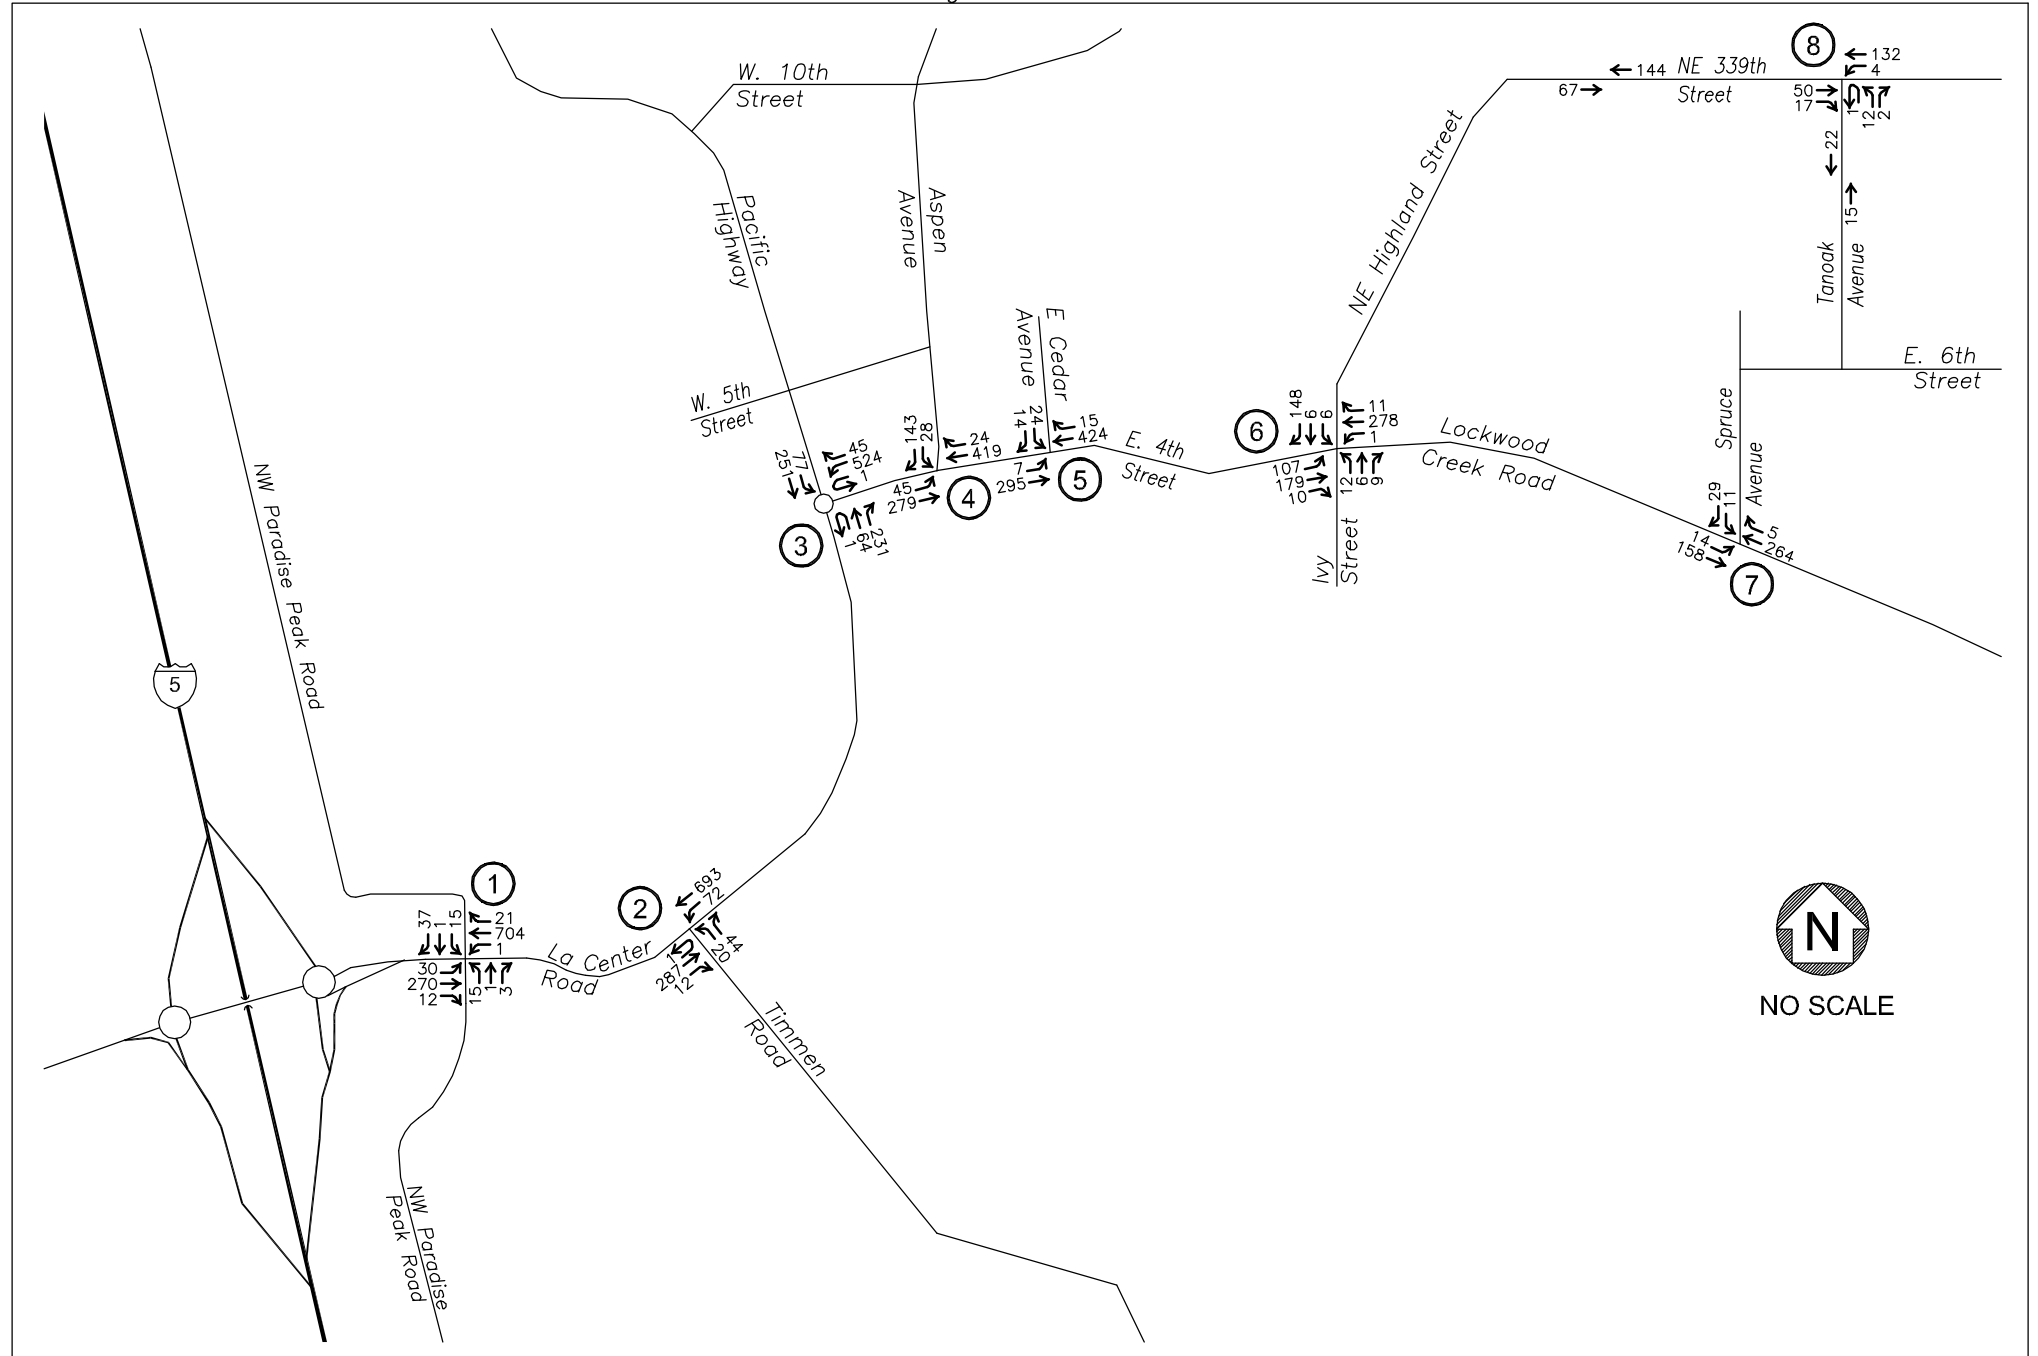 8
132
4
144 NE 339th
Street
67
50
17
1
12
2
22
15
Tanoak
Avenue
W. 10th
Street
Pacific
Highway
Aspen
Avenue
E Cedar
Avenue
NE Highland Street
E. 6th
Street
W. 5th
Street
77
251
45
524
1
1
64
231
3
143
28
24
419
45
279
4
14
24
15
424
7
295
5
E. 4th
Street
6
148
6
6
11
278
1
107
179
10
12
6
9
Ivy
Street
Lockwood
Creek Road
Spruce
Avenue
29
11
5
264
14
158
7
NW Paradise Peak Road
5
1
37
1
15
21
704
1
30
270
12
15
1
3
La Center
Road
2
693
72
1
287
12
20
44
Timmen
Road
NW Paradise
Peak Road
N
NO SCALE